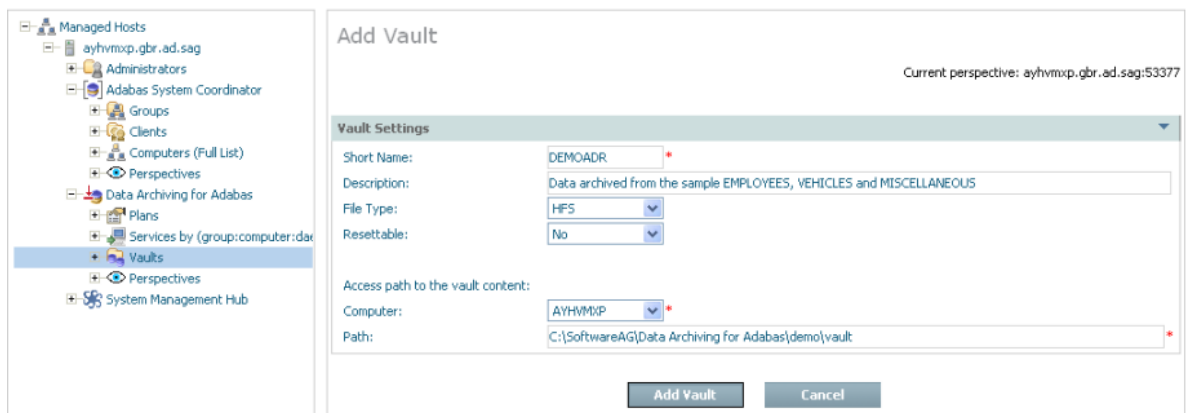 Managed Hosts
ayhvmxp.gbr.ad.sag
Administrators
Adabas System Coordinator
Groups
Clients
Computers (Full List)
Perspectives
Data Archiving for Adabas
Plans
Services by (group:computer:dae
Vaults
Perspectives
System Management Hub
Add Vault
Current perspective: ayhvmxp.gbr.ad.sag:53377
Vault Settings
Short Name: DEMOADR *
Description: Data archived from the sample EMPLOYEES, VEHICLES and MISCELLANEOUS
File Type: HFS
Resettable: No
Access path to the vault content:
Computer: AYHVMXP *
Path: C:\SoftwareAG\Data Archiving for Adabas\demo\vault *
Add Vault Cancel